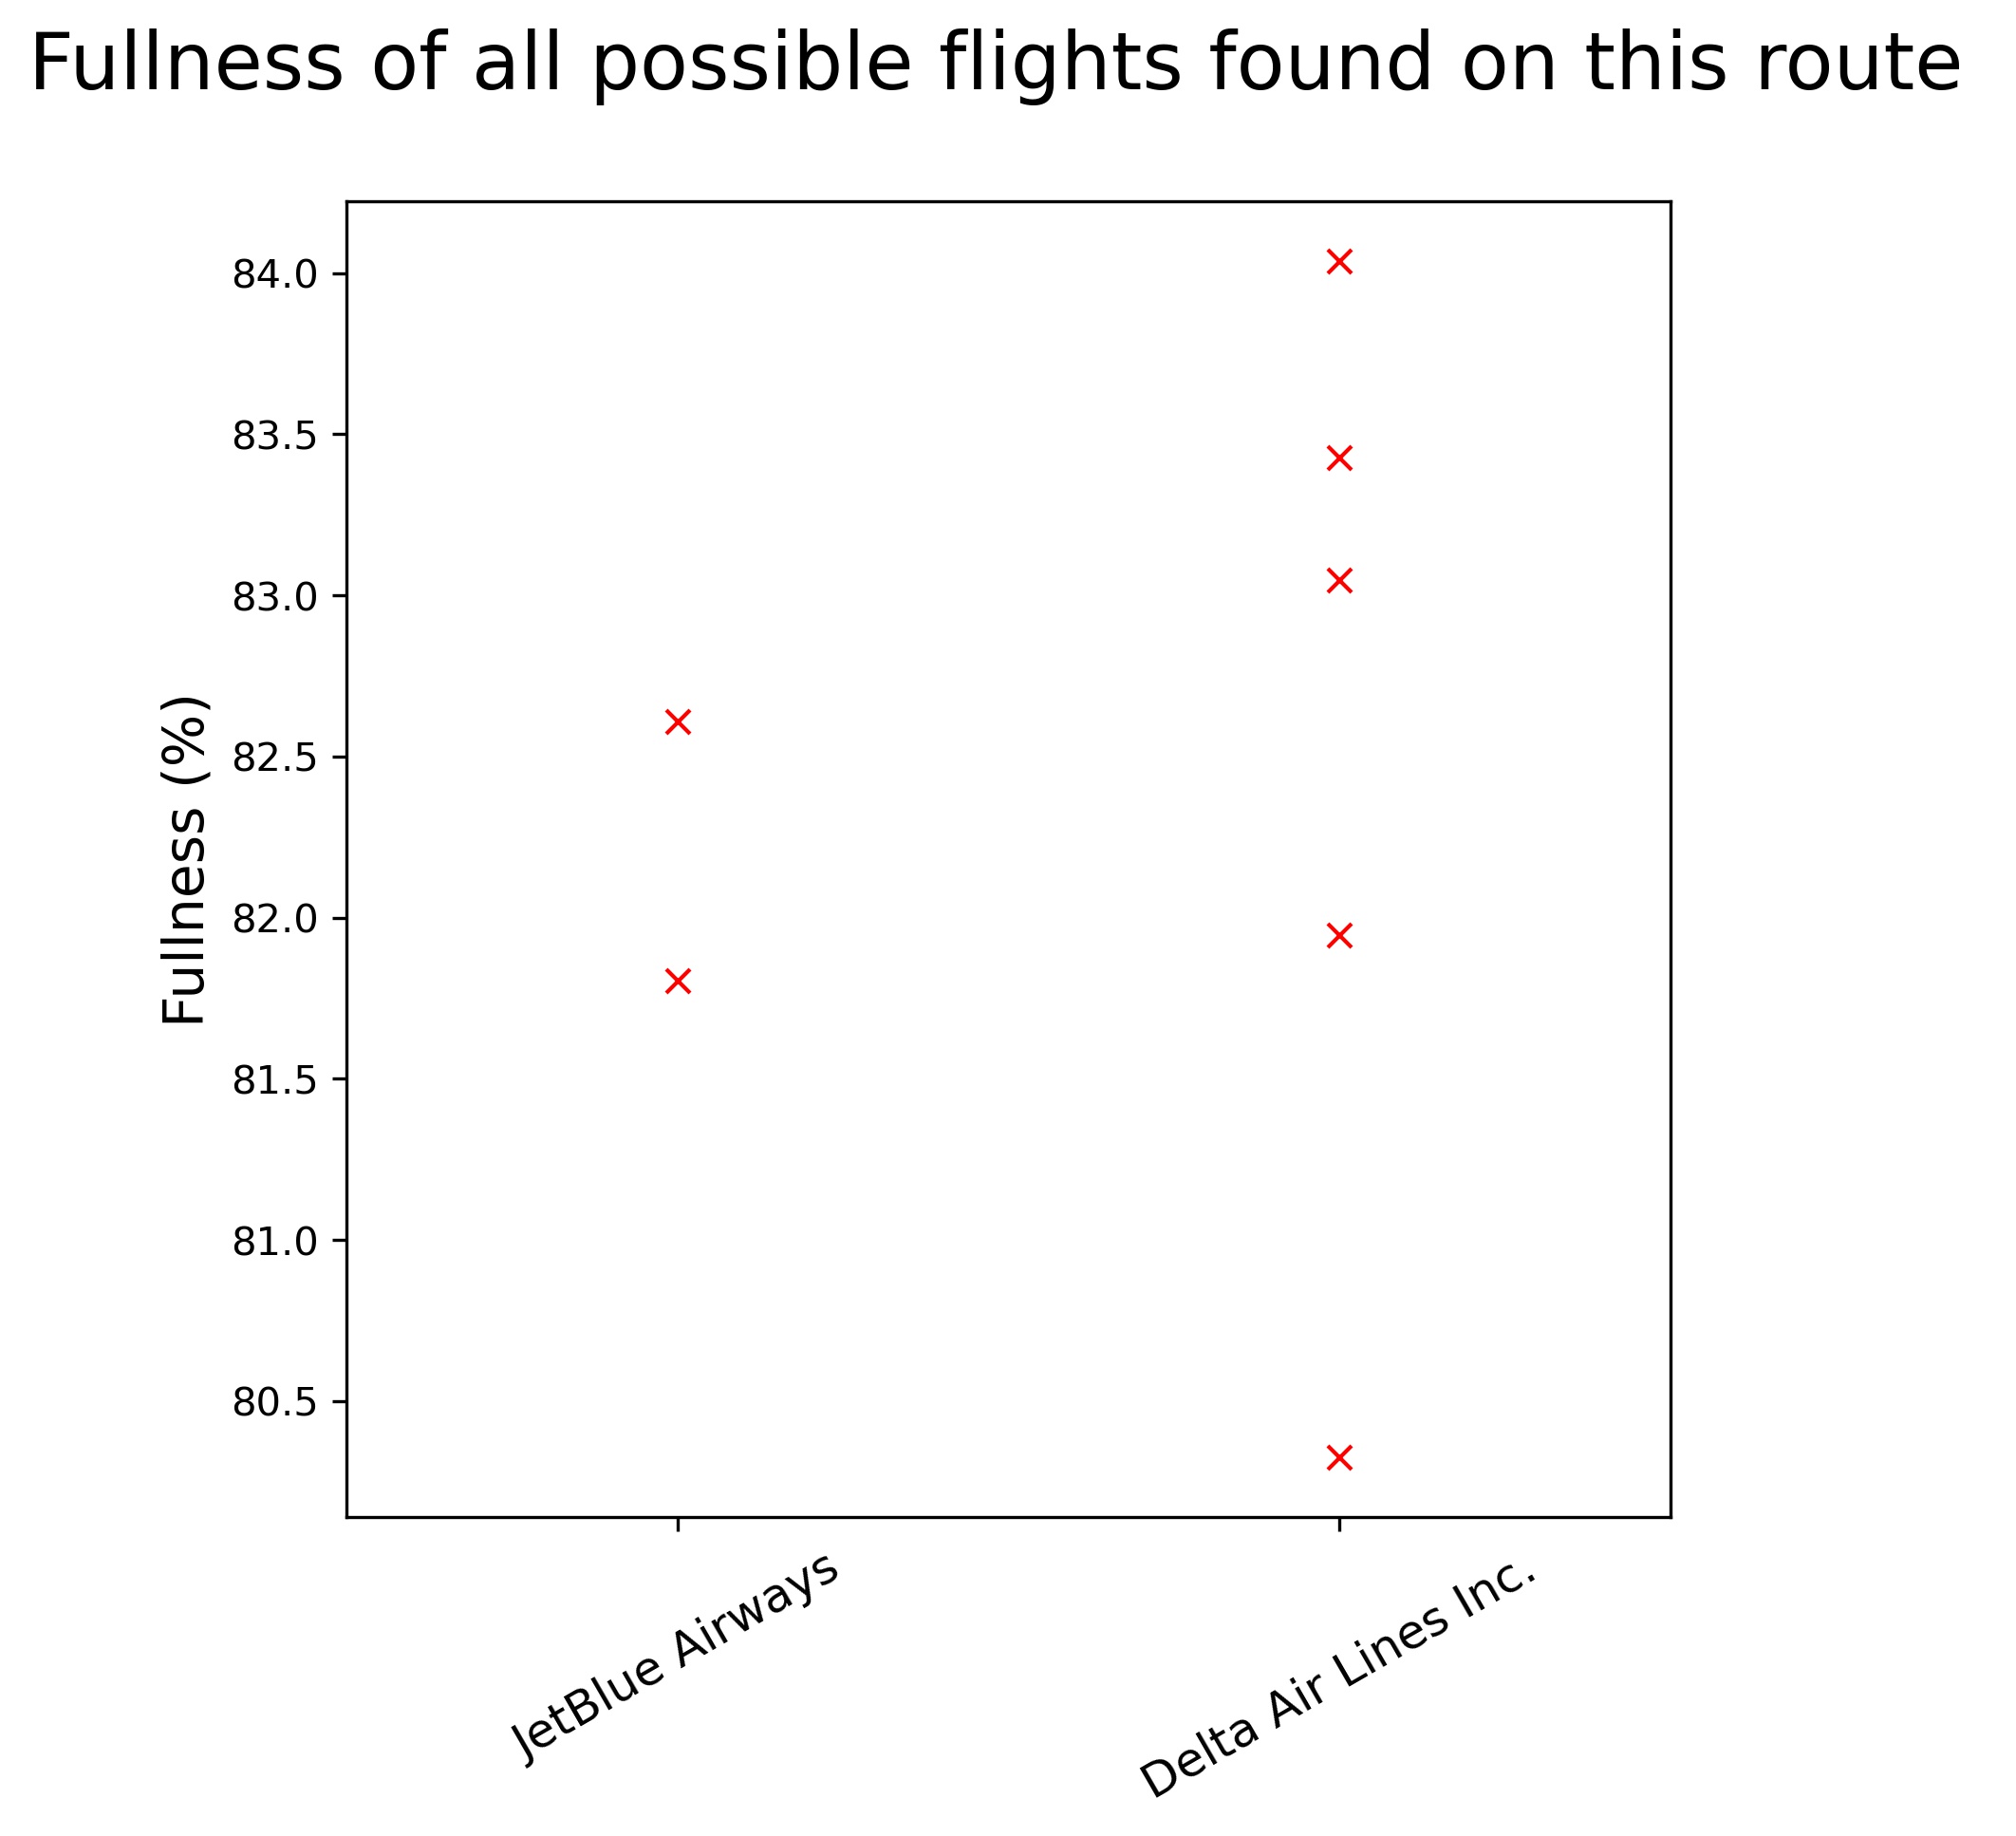 Fullness of all possible flights found on this route
84.0
83.5
83.0
82.5
82.0
81.5
81.0
80.5
Fullness (%)
JetBlue Airways
Delta Air Lines Inc.